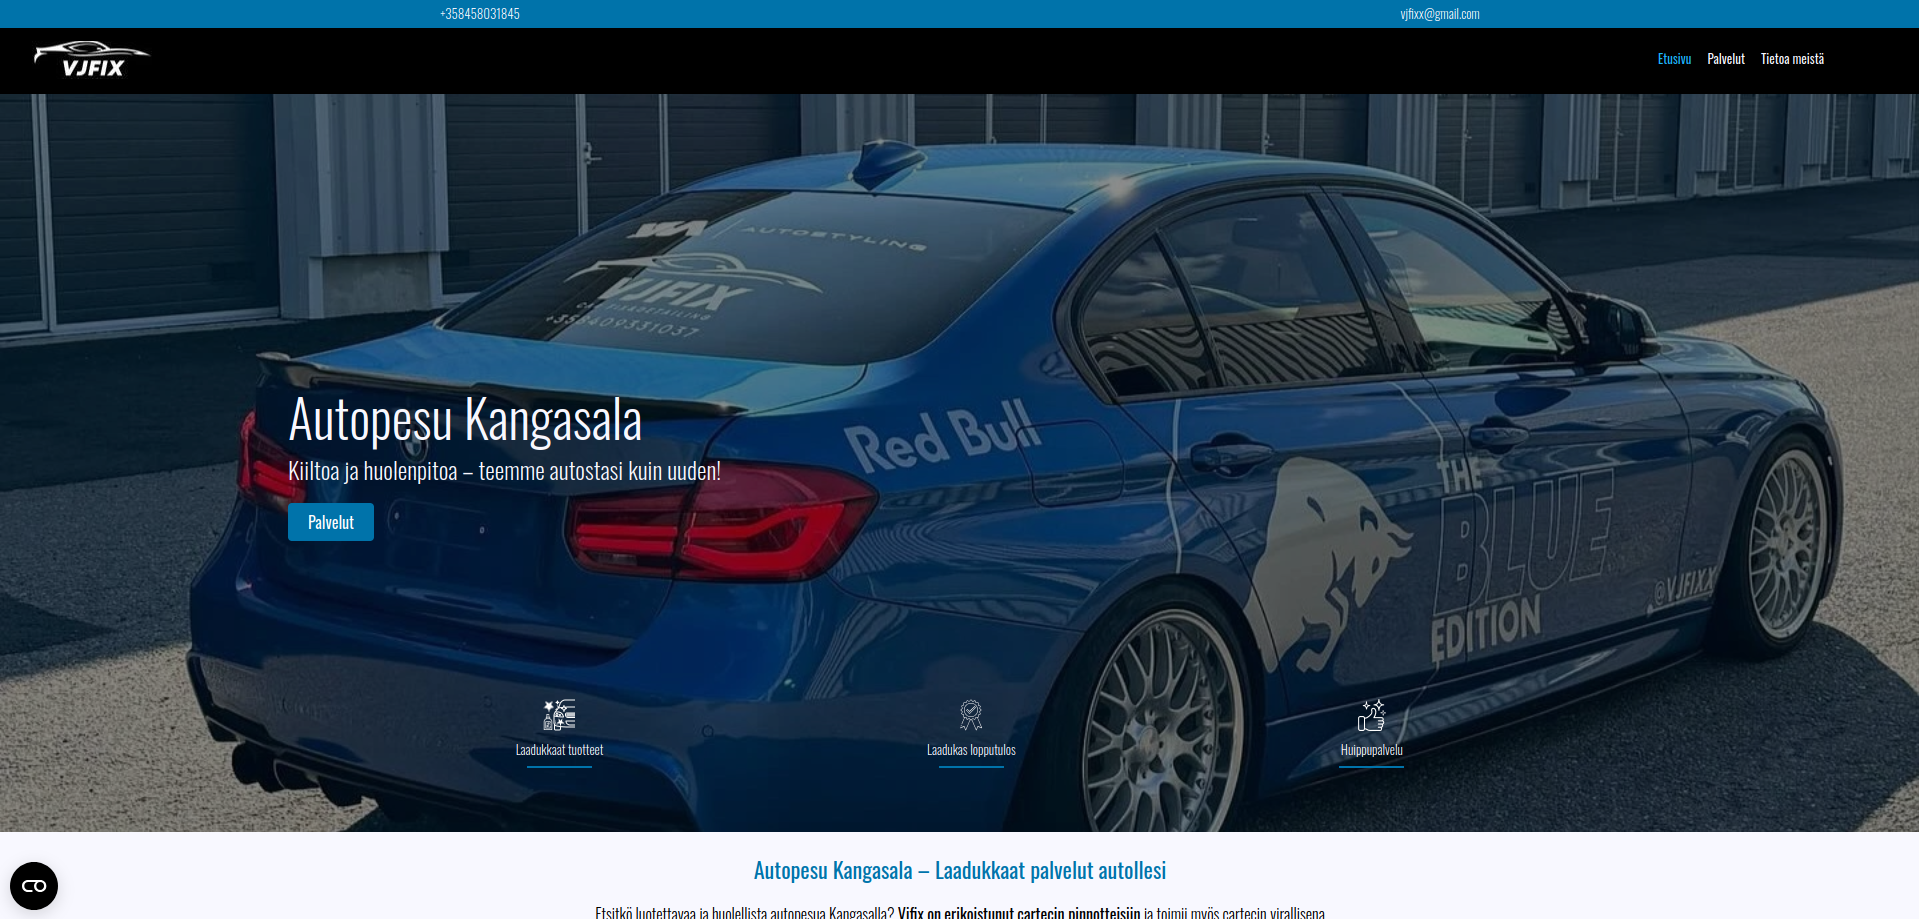 +358458031845
vjfixx@gmail.com
VJFIX
Etusivu
Palvelut
Tietoa meistä
AUTOSTYLING
VJFIX
CAR FIX&DETAILING
+358409331037
Autopesu Kangasala
Kiiltoa ja huolenpitoa – teemme autostasi kuin uuden!
Palvelut
Red Bull
THE
BLUE
EDITION
@VJFIXX
Laadukkaat tuotteet
Laadukas lopputulos
Huippupalvelu
Autopesu Kangasala – Laadukkaat palvelut autollesi
Etsitkö luotettavaa ja huolellista autopesua Kangasalla? Vjfix on erikoistunut cartecin pinnoitteisiin ja toimii myös cartecin virallisena